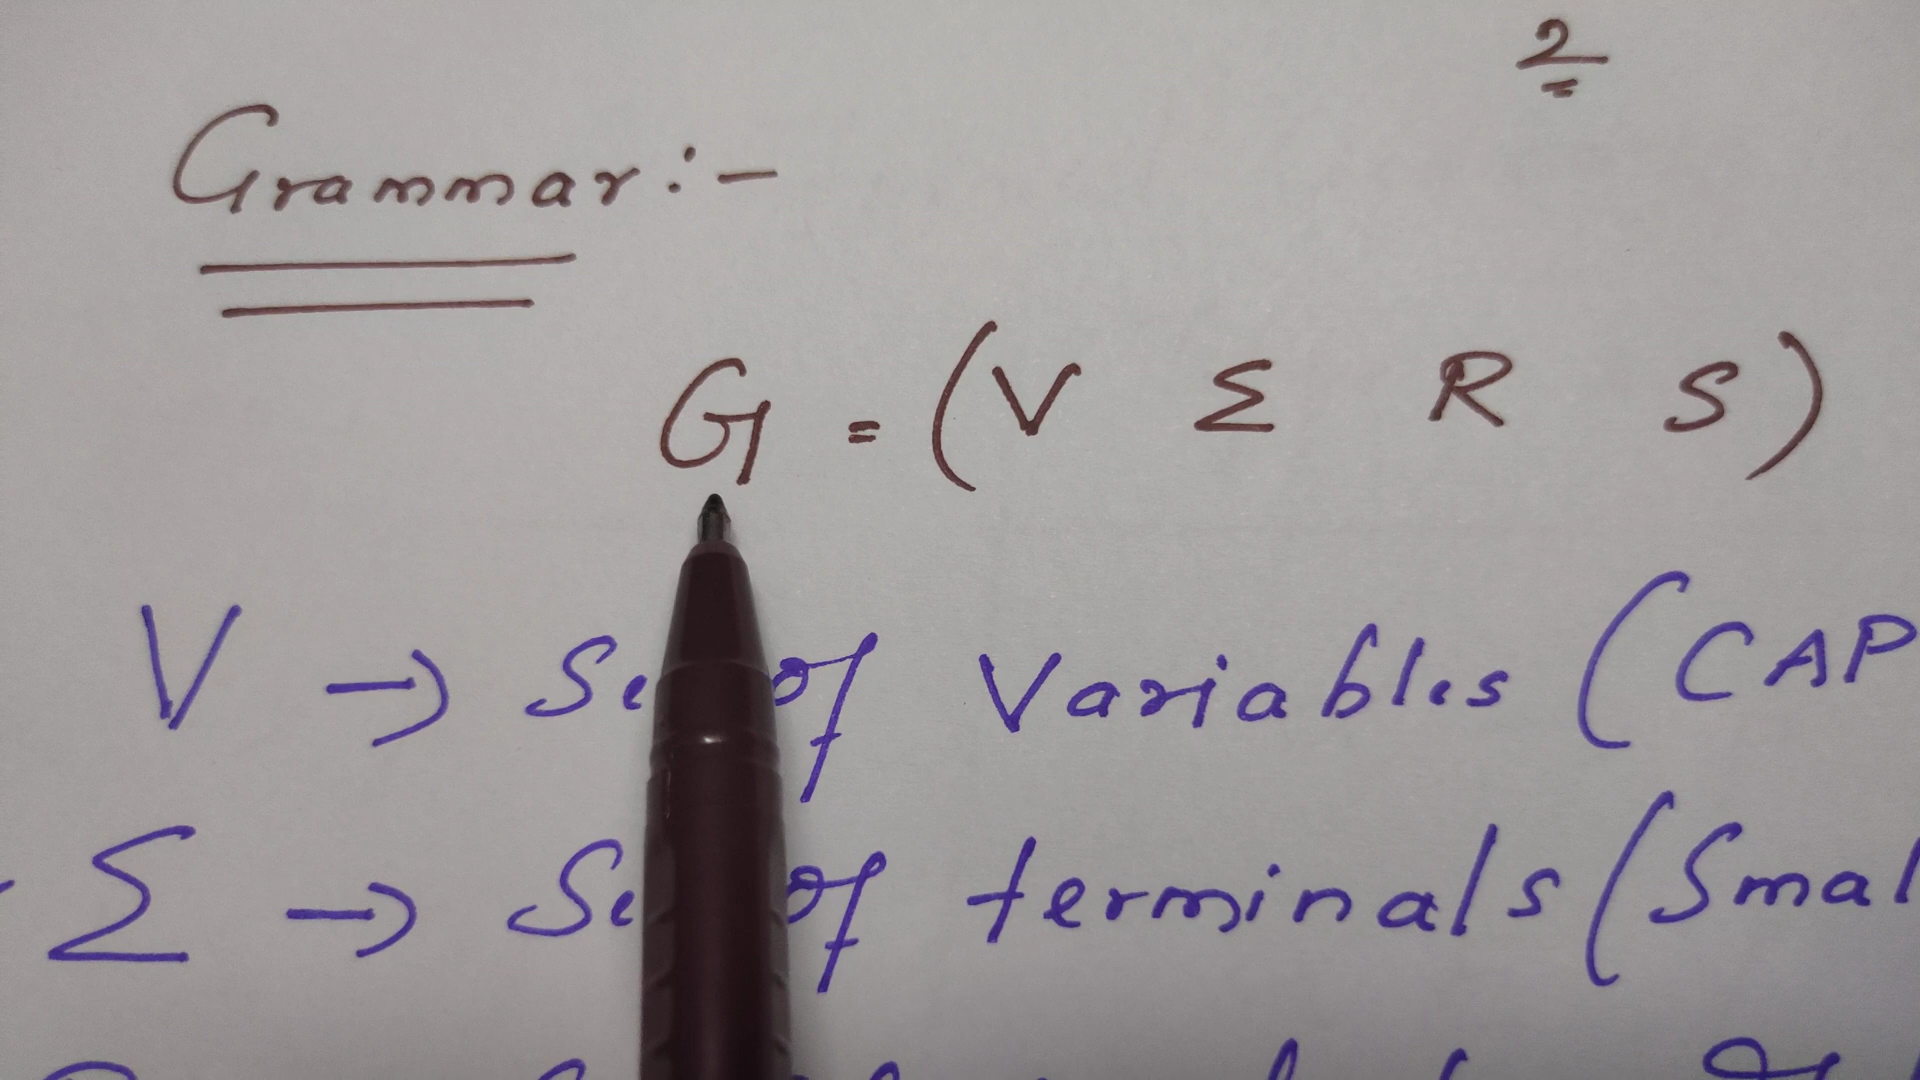 2
Grammar:-
G = (V Σ R S)
V → Se of Variables (CAP
Σ → Se of terminals (Smal